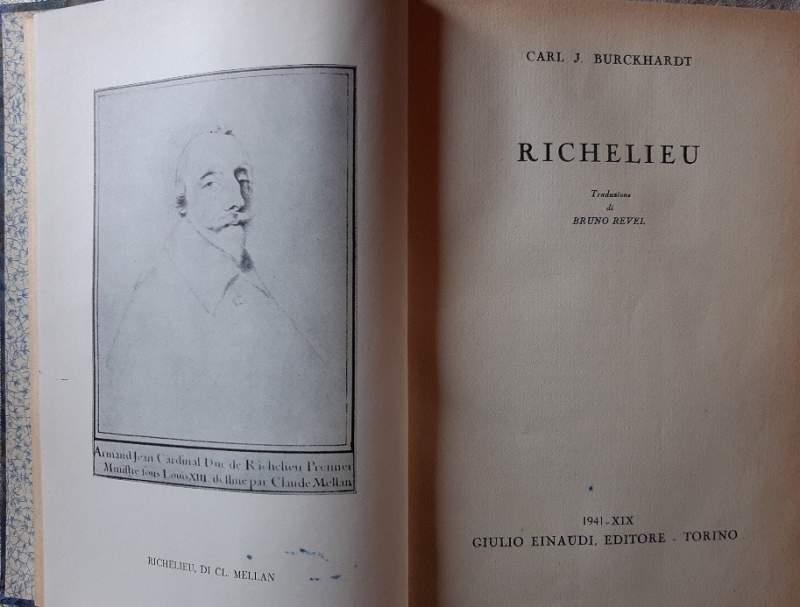 Armand Jean Cardinal Duc de Richelieu Premier
Ministre sous Louis XIII. dessiné par Claude Mellan
RICHELIEU, DI CL. MELLAN
CARL J. BURCKHARDT
RICHELIEU
Traduzione
di
BRUNO REVEL
1941-XIX
GIULIO EINAUDI, EDITORE - TORINO